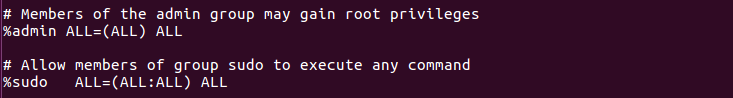 # Members of the admin group may gain root privileges
%admin ALL=(ALL) ALL

# Allow members of group sudo to execute any command
%sudo   ALL=(ALL:ALL) ALL